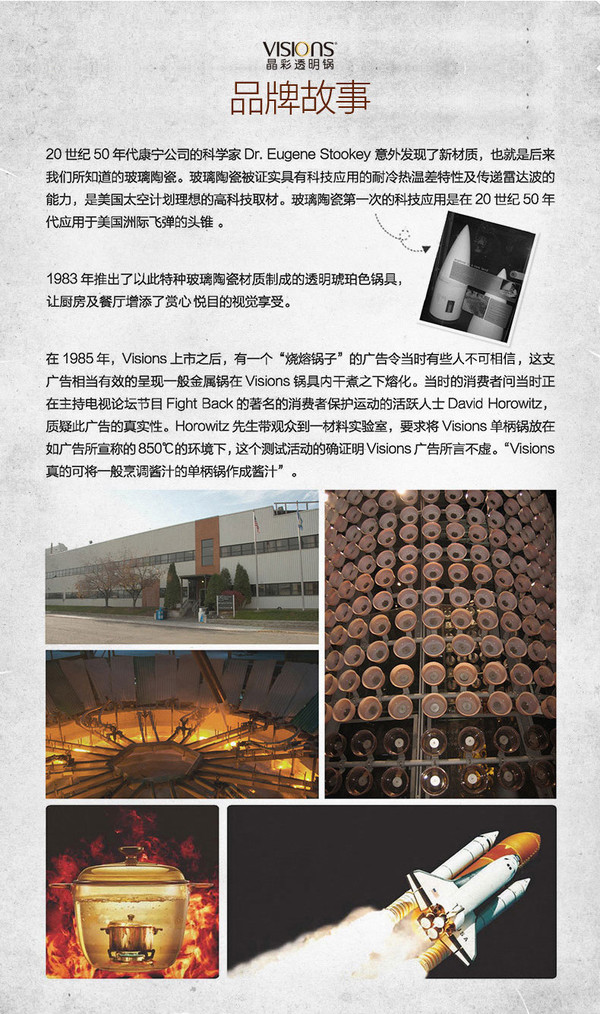 VISIONS
晶彩透明锅
品牌故事
20 世纪 50 年代康宁公司的科学家 Dr. Eugene Stookey 意外发现了新材质，也就是后来
我们所知道的玻璃陶瓷。玻璃陶瓷被证实具有科技应用的耐冷热温差特性及传递雷达波的
能力，是美国太空计划理想的高科技取材。玻璃陶瓷第一次的科技应用是在 20 世纪 50 年
代应用于美国洲际飞弹的头锥 。
1983 年推出了以此特种玻璃陶瓷材质制成的透明琥珀色锅具，
让厨房及餐厅增添了赏心 悦目的视觉享受。
在 1985 年，Visions 上市之后，有一个“烧熔锅子”的广告令当时有些人不可相信，这支
广告相当有效的呈现一般金属锅在 Visions 锅具内干煮之下熔化。当时的消费者问当时正
在主持电视论坛节目 Fight Back 的著名的消费者保护运动的活跃人士 David Horowitz，
质疑此广告的真实性。Horowitz 先生带观众到一材料实验室，要求将 Visions 单柄锅放在
如广告所宣称的 850℃的环境下，这个测试活动的确证明 Visions 广告所言不虚。“Visions
真的可将一般烹调酱汁的单柄锅作成酱汁” 。